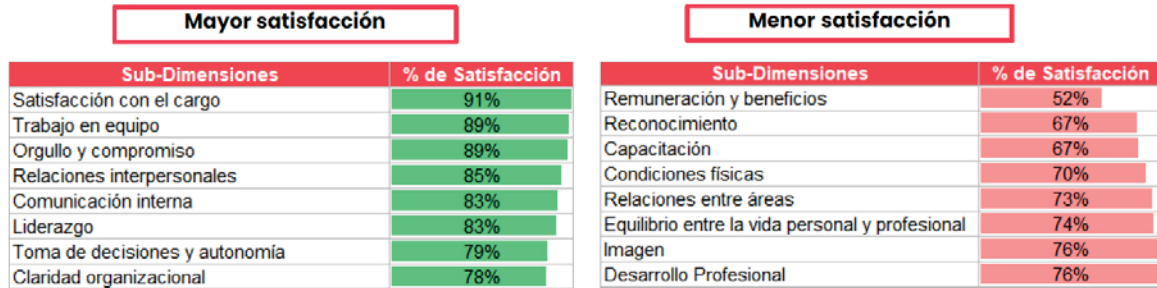 Mayor satisfacción
Sub-Dimensiones % de Satisfacción
Satisfacción con el cargo 91%
Trabajo en equipo 89%
Orgullo y compromiso 89%
Relaciones interpersonales 85%
Comunicación interna 83%
Liderazgo 83%
Toma de decisiones y autonomía 79%
Claridad organizacional 78%
Menor satisfacción
Sub-Dimensiones % de Satisfacción
Remuneración y beneficios 52%
Reconocimiento 67%
Capacitación 67%
Condiciones físicas 70%
Relaciones entre áreas 73%
Equilibrio entre la vida personal y profesional 74%
Imagen 76%
Desarrollo Profesional 76%